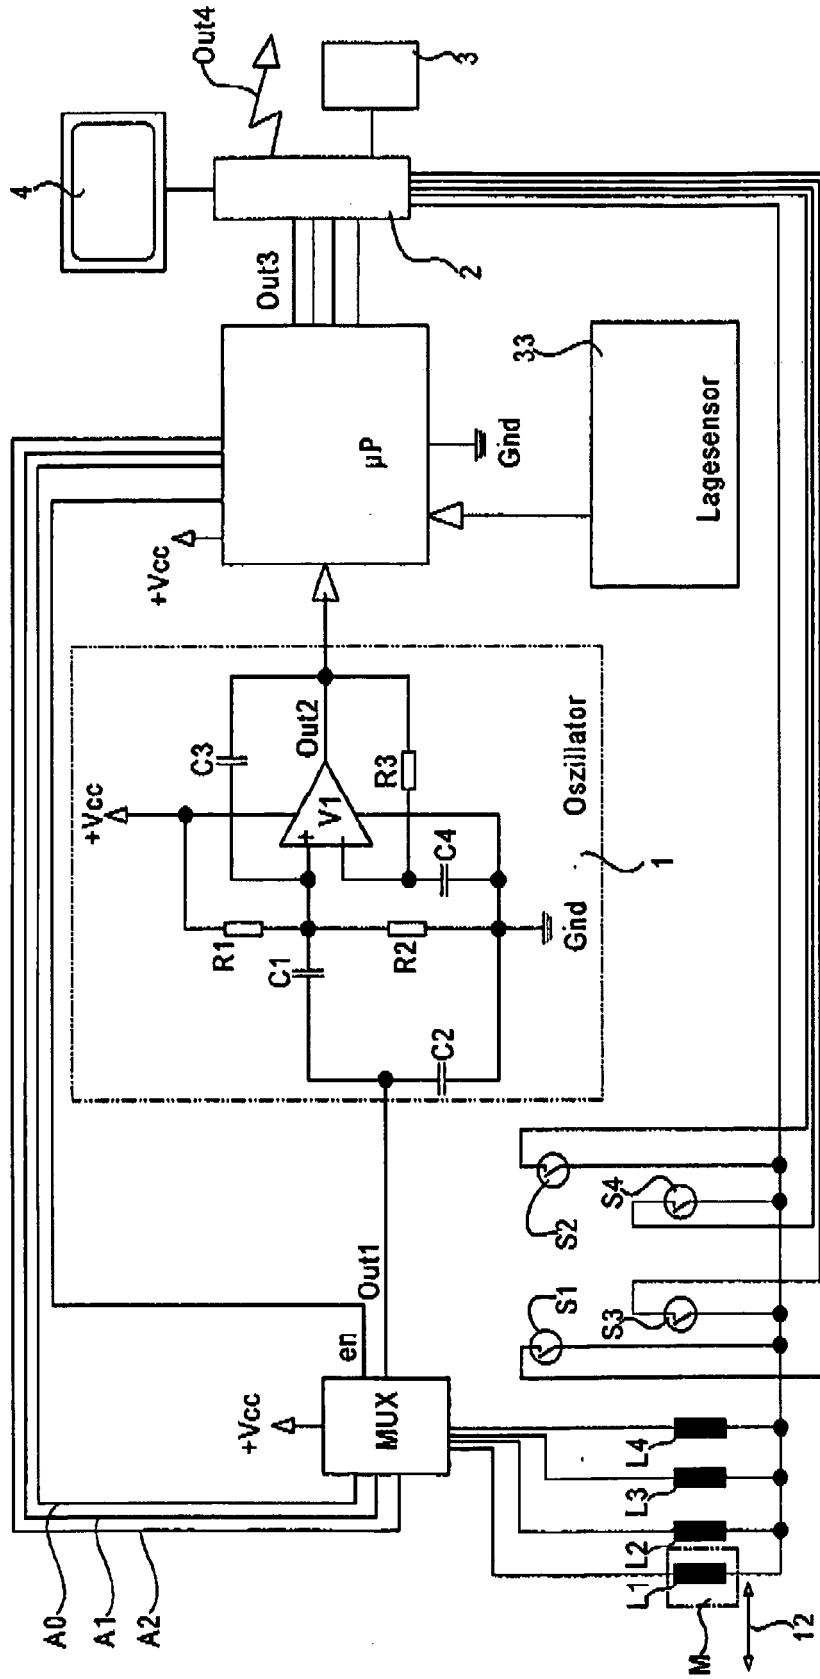 A0
A1
A2
+Vcc
MUX
en
Out1
L1
L2
L3
L4
M
12
S1
S2
S3
S4
+Vcc
R1
C1
C2
R2
C3
V1
+
Out2
R3
C4
Gnd
Oszillator
1
+Vcc
µP
Gnd
Out3
Lagesensor
33
4
2
Out4
3